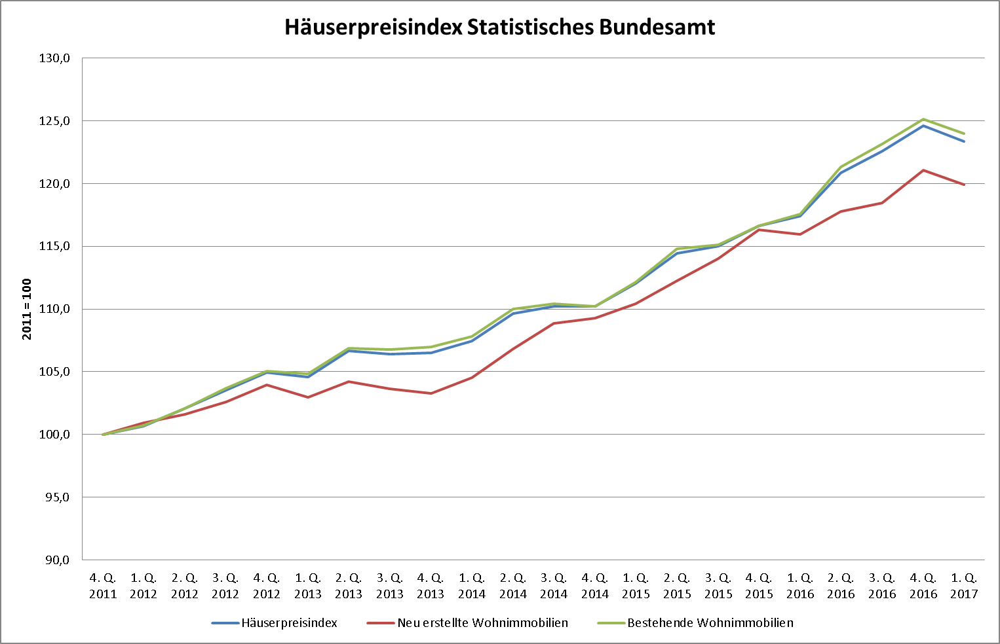 Häuserpreisindex Statistisches Bundesamt
130,0
125,0
120,0
115,0
110,0
105,0
100,0
95,0
90,0
2011 = 100
4. Q. 1. Q. 2. Q. 3. Q. 4. Q. 1. Q. 2. Q. 3. Q. 4. Q. 1. Q. 2. Q. 3. Q. 4. Q. 1. Q. 2. Q. 3. Q. 4. Q. 1. Q. 2. Q. 3. Q. 4. Q. 1. Q.
2011 2012 2012 2012 2012 2013 2013 2013 2013 2014 2014 2014 2014 2015 2015 2015 2015 2016 2016 2016 2016 2017
Häuserpreisindex Neu erstellte Wohnimmobilien Bestehende Wohnimmobilien